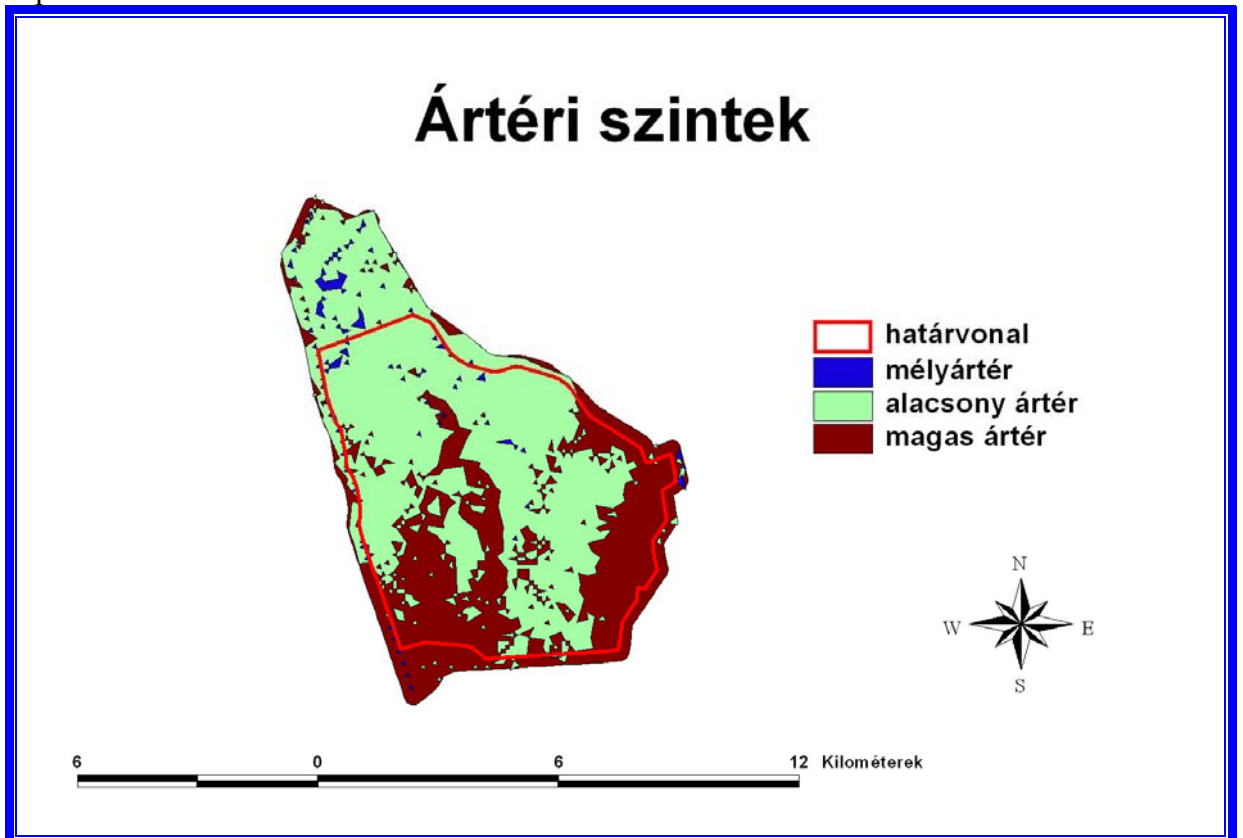 Ártéri szintek
határvonal
mélyártér
alacsony ártér
magas ártér
N
W E
S
6 0 6 12 Kilométerek